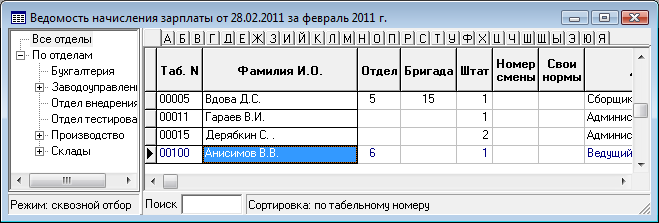 Ведомость начисления зарплаты от 28.02.2011 за февраль 2011 г.
Все отделы
По отделам
Бухгалтерия
Заводоуправлен
Отдел внедрения
Отдел тестирова
Производство
Склады
Режим: сквозной отбор
А Б В Г Д Е Ж З И Й К Л М Н О П Р С Т У Ф Х Ц Ч Ш Щ Ы Э Ю Я
Таб. N Фамилия И.О. Отдел Бригада Штат Номер смены Свои нормы
00005 Вдова Д.С. 5 15 1 Сборщик
00011 Гараев В.И. 1 Админис
00015 Дерябкин С. . 2 Админис
00100 Анисимов В.В. 6 1 Ведущий
Поиск Сортировка: по табельному номеру